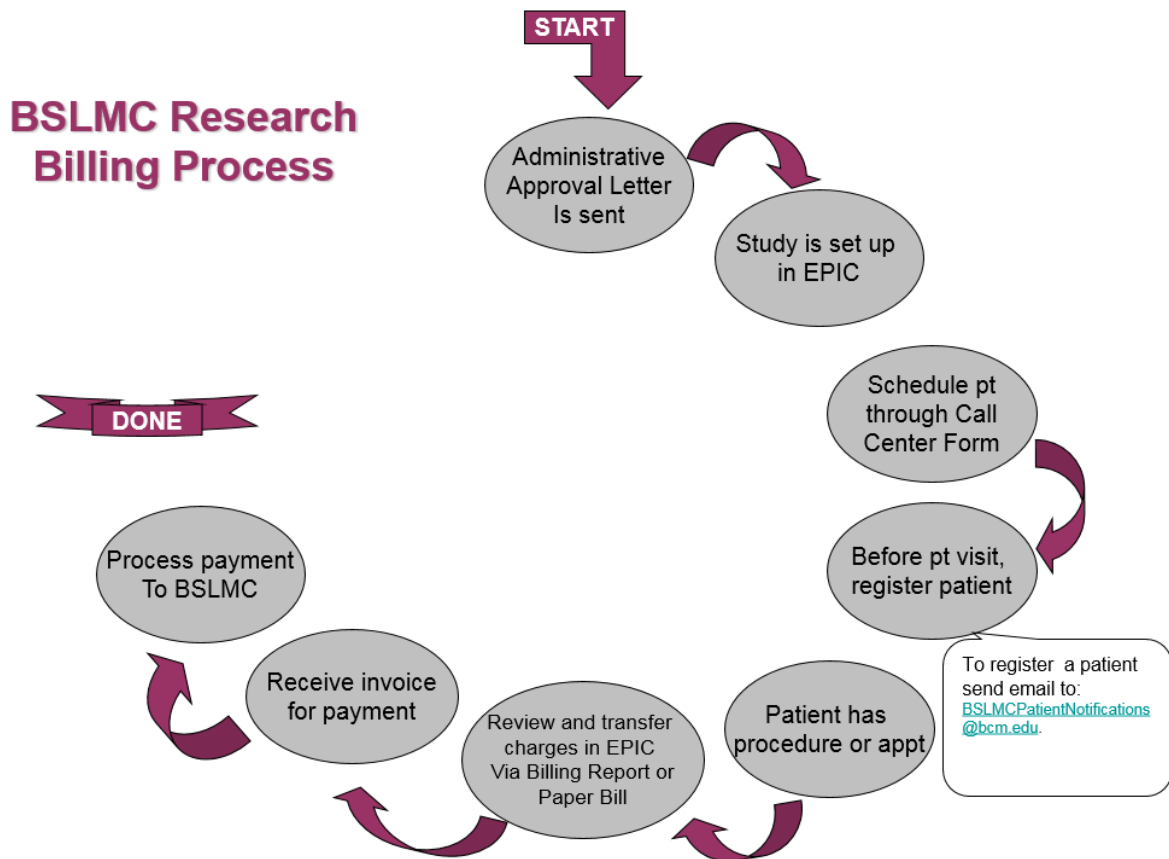 START
BSLMC Research
Billing Process
Administrative
Approval Letter
Is sent
Study is set up
in EPIC
Schedule pt
through Call
Center Form
Before pt visit,
register patient
To register  a patient
send email to:
BSLMCPatientNotifications
@bcm.edu.
Patient has
procedure or appt
Review and transfer
charges in EPIC
Via Billing Report or
Paper Bill
Receive invoice
for payment
Process payment
To BSLMC
DONE